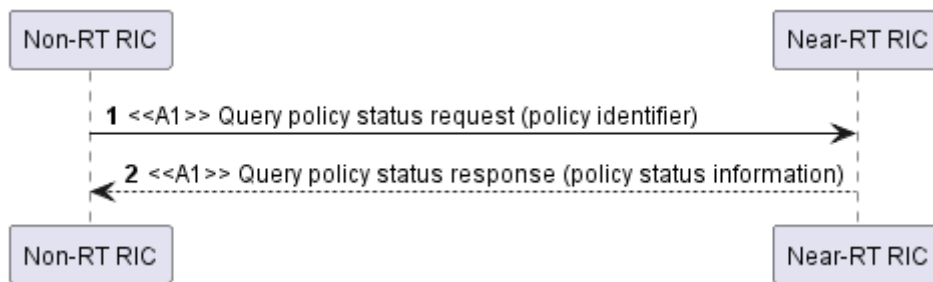 Non-RT RIC
Near-RT RIC
1 <<A1>> Query policy status request (policy identifier)
2 <<A1>> Query policy status response (policy status information)
Non-RT RIC
Near-RT RIC